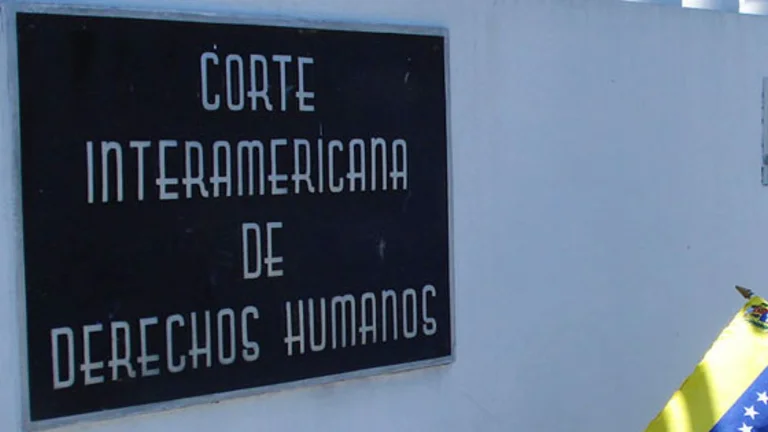 CORTE
INTERAMERICANA
DE
DERECHOS HUMANOS